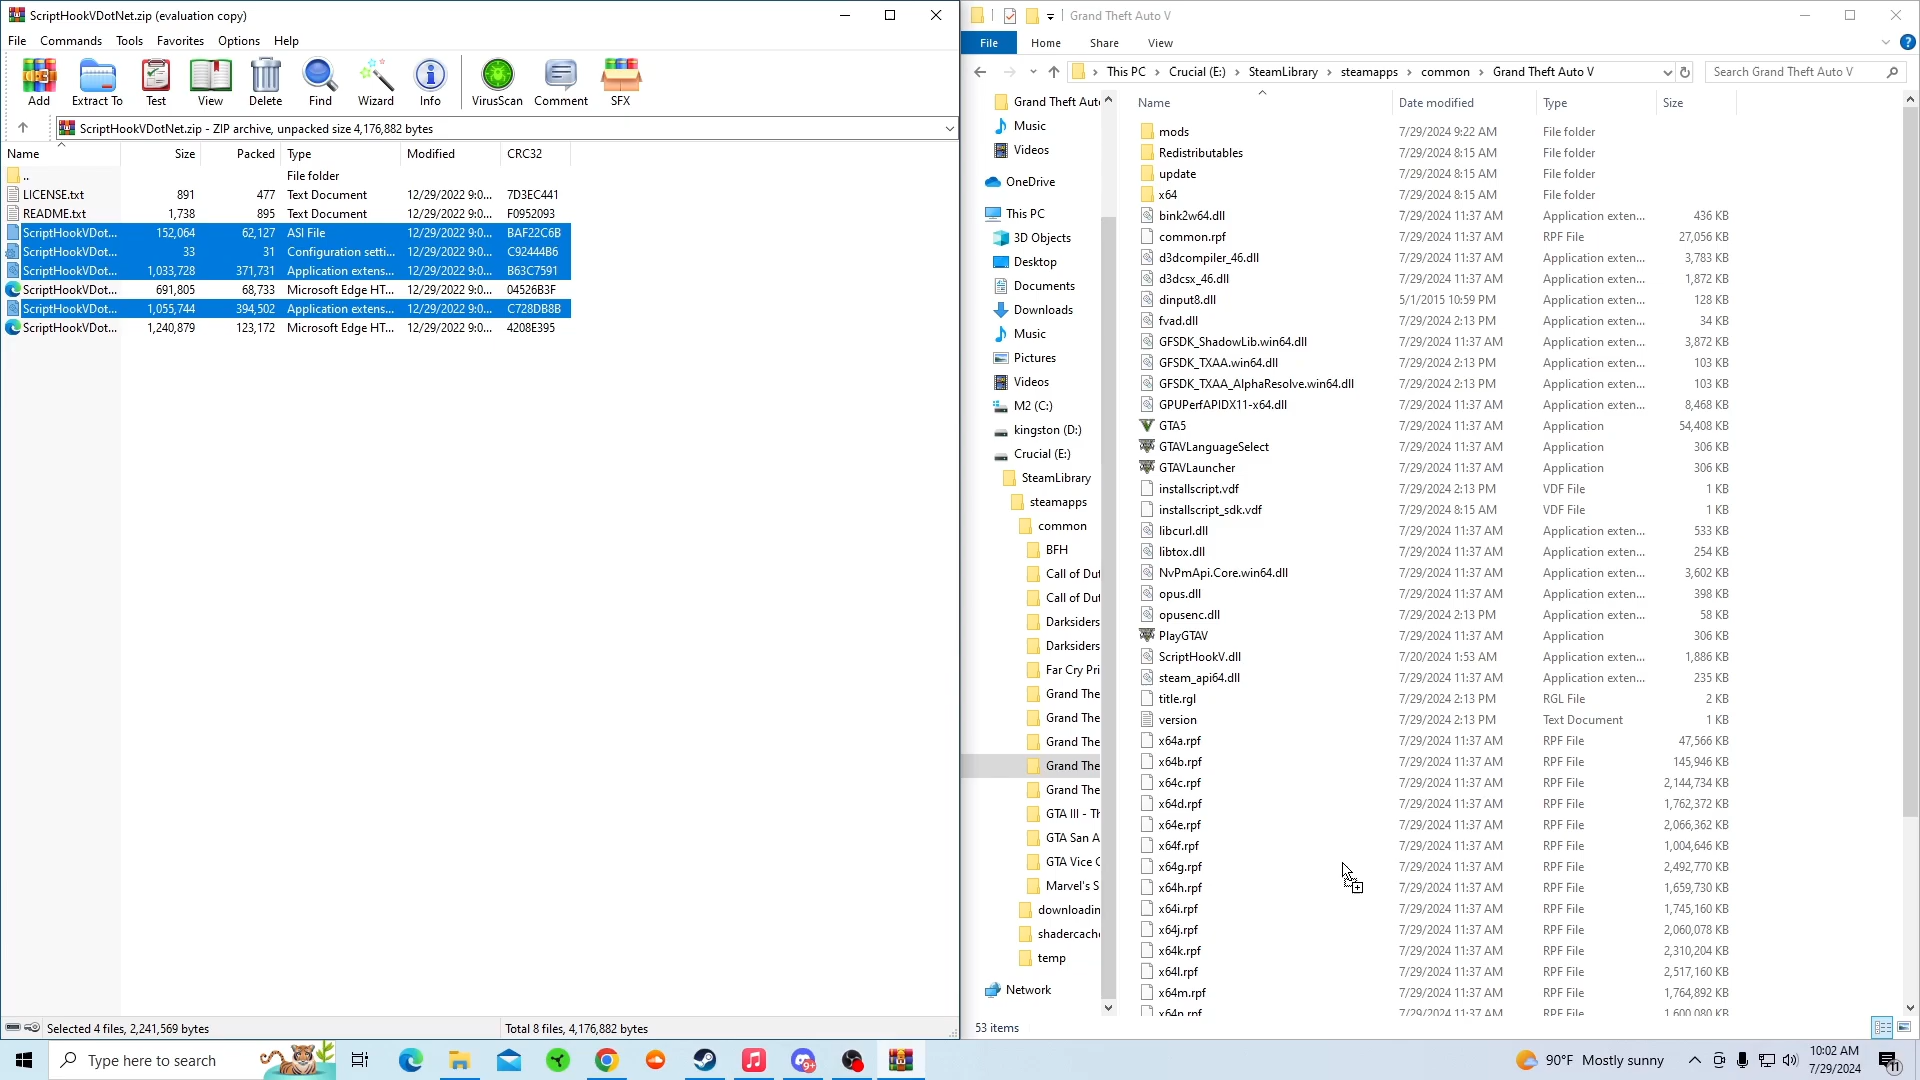 ScriptHookVDotNet.zip (evaluation copy)
File Commands Tools Favorites Options Help
Add Extract To Test View Delete Find Wizard Info VirusScan Comment SFX
ScriptHookVDotNet.zip - ZIP archive, unpacked size 4,176,882 bytes
Name Size Packed Type Modified CRC32
.. File folder
LICENSE.txt 891 477 Text Document 12/29/2022 9:0... 7D3EC441
README.txt 1,738 895 Text Document 12/29/2022 9:0... F0952093
ScriptHookVDot... 152,064 62,127 ASI File 12/29/2022 9:0... BAF22C6B
ScriptHookVDot... 33 31 Configuration setti... 12/29/2022 9:0... C92444B6
ScriptHookVDot... 1,033,728 371,731 Application extens... 12/29/2022 9:0... B63C7591
ScriptHookVDot... 691,805 68,733 Microsoft Edge HT... 12/29/2022 9:0... 04526B3F
ScriptHookVDot... 1,055,744 394,502 Application extens... 12/29/2022 9:0... C728DB8B
ScriptHookVDot... 1,240,879 123,172 Microsoft Edge HT... 12/29/2022 9:0... 4208E395
Selected 4 files, 2,241,569 bytes
Total 8 files, 4,176,882 bytes
Grand Theft Auto V
File Home Share View
This PC > Crucial (E:) > SteamLibrary > steamapps > common > Grand Theft Auto V
Search Grand Theft Auto V
Grand Theft Auto
Music
Videos
OneDrive
This PC
3D Objects
Desktop
Documents
Downloads
Music
Pictures
Videos
M2 (C:)
kingston (D:)
Crucial (E:)
SteamLibrary
steamapps
common
BFH
Call of Dut
Call of Dut
Darksiders
Darksiders
Far Cry Pri
Grand The
Grand The
Grand The
Grand The
Grand The
GTA III - Th
GTA San A
GTA Vice C
Marvel's S
downloadin
shadercache
temp
Network
Name Date modified Type Size
mods 7/29/2024 9:22 AM File folder
Redistributables 7/29/2024 8:15 AM File folder
update 7/29/2024 8:15 AM File folder
x64 7/29/2024 8:15 AM File folder
bink2w64.dll 7/29/2024 11:37 AM Application exten... 436 KB
common.rpf 7/29/2024 11:37 AM RPF File 27,056 KB
d3dcompiler_46.dll 7/29/2024 11:37 AM Application exten... 3,783 KB
d3dcsx_46.dll 7/29/2024 11:37 AM Application exten... 1,872 KB
dinput8.dll 5/1/2015 10:59 PM Application exten... 128 KB
fvad.dll 7/29/2024 2:13 PM Application exten... 34 KB
GFSDK_ShadowLib.win64.dll 7/29/2024 11:37 AM Application exten... 3,872 KB
GFSDK_TXAA.win64.dll 7/29/2024 2:13 PM Application exten... 103 KB
GFSDK_TXAA_AlphaResolve.win64.dll 7/29/2024 2:13 PM Application exten... 103 KB
GPUPerfAPIDX11-x64.dll 7/29/2024 11:37 AM Application exten... 8,468 KB
GTA5 7/29/2024 11:37 AM Application 54,408 KB
GTAVLanguageSelect 7/29/2024 11:37 AM Application 306 KB
GTAVLauncher 7/29/2024 11:37 AM Application 306 KB
installscript.vdf 7/29/2024 2:13 PM VDF File 1 KB
installscript_sdk.vdf 7/29/2024 8:15 AM VDF File 1 KB
libcurl.dll 7/29/2024 11:37 AM Application exten... 533 KB
libtox.dll 7/29/2024 11:37 AM Application exten... 254 KB
NvPmApi.Core.win64.dll 7/29/2024 11:37 AM Application exten... 3,602 KB
opus.dll 7/29/2024 11:37 AM Application exten... 398 KB
opusenc.dll 7/29/2024 2:13 PM Application exten... 58 KB
PlayGTAV 7/29/2024 11:37 AM Application 306 KB
ScriptHookV.dll 7/20/2024 1:53 AM Application exten... 1,886 KB
steam_api64.dll 7/29/2024 11:37 AM Application exten... 235 KB
title.rgl 7/29/2024 2:13 PM RGL File 2 KB
version 7/29/2024 2:13 PM Text Document 1 KB
x64a.rpf 7/29/2024 11:37 AM RPF File 47,566 KB
x64b.rpf 7/29/2024 11:37 AM RPF File 145,946 KB
x64c.rpf 7/29/2024 11:37 AM RPF File 2,144,734 KB
x64d.rpf 7/29/2024 11:37 AM RPF File 1,762,372 KB
x64e.rpf 7/29/2024 11:37 AM RPF File 2,066,362 KB
x64f.rpf 7/29/2024 11:37 AM RPF File 1,004,646 KB
x64g.rpf 7/29/2024 11:37 AM RPF File 2,492,770 KB
x64h.rpf 7/29/2024 11:37 AM RPF File 1,659,730 KB
x64i.rpf 7/29/2024 11:37 AM RPF File 1,745,160 KB
x64j.rpf 7/29/2024 11:37 AM RPF File 2,060,078 KB
x64k.rpf 7/29/2024 11:37 AM RPF File 2,310,204 KB
x64l.rpf 7/29/2024 11:37 AM RPF File 2,517,160 KB
x64m.rpf 7/29/2024 11:37 AM RPF File 1,764,892 KB
x64n.rpf 7/29/2024 11:37 AM RPF File 1,600,080 KB
53 items
Type here to search
90°F Mostly sunny
10:02 AM
7/29/2024